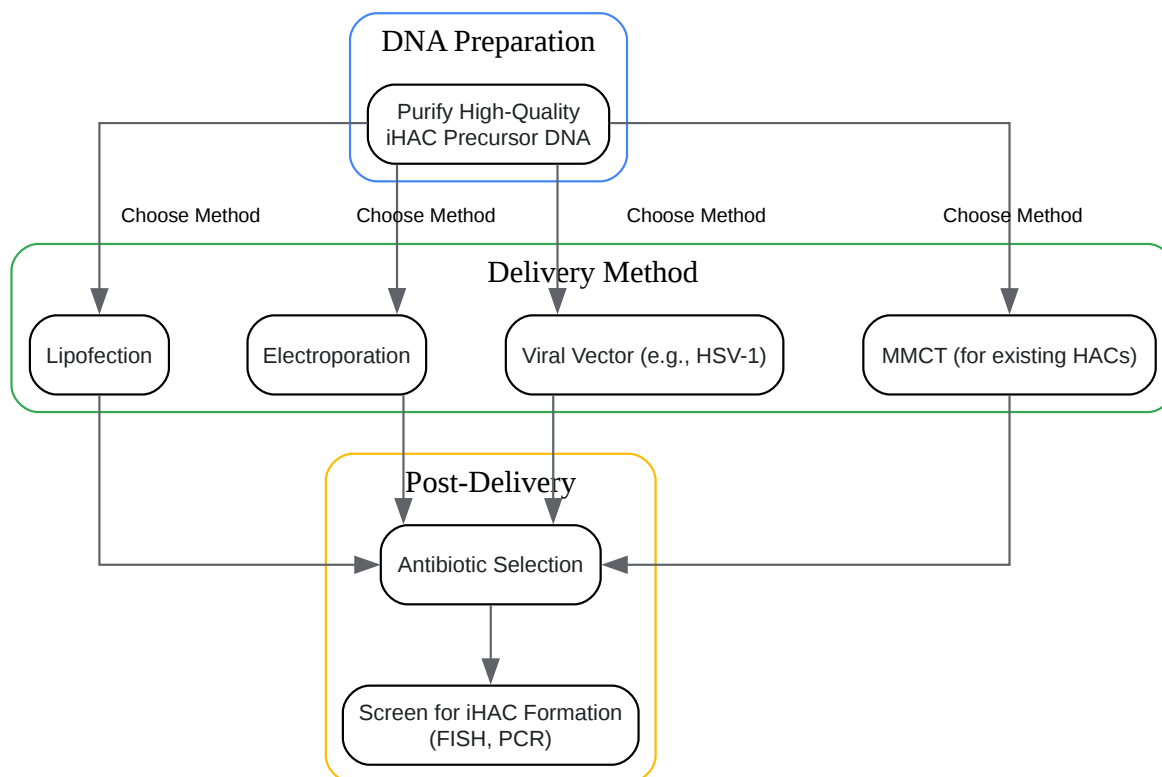 DNA Preparation
Purify High-Quality
iHAC Precursor DNA
Choose Method
Choose Method
Choose Method
Choose Method
Delivery Method
Lipofection
Electroporation
Viral Vector (e.g., HSV-1)
MMCT (for existing HACs)
Post-Delivery
Antibiotic Selection
Screen for iHAC Formation
(FISH, PCR)